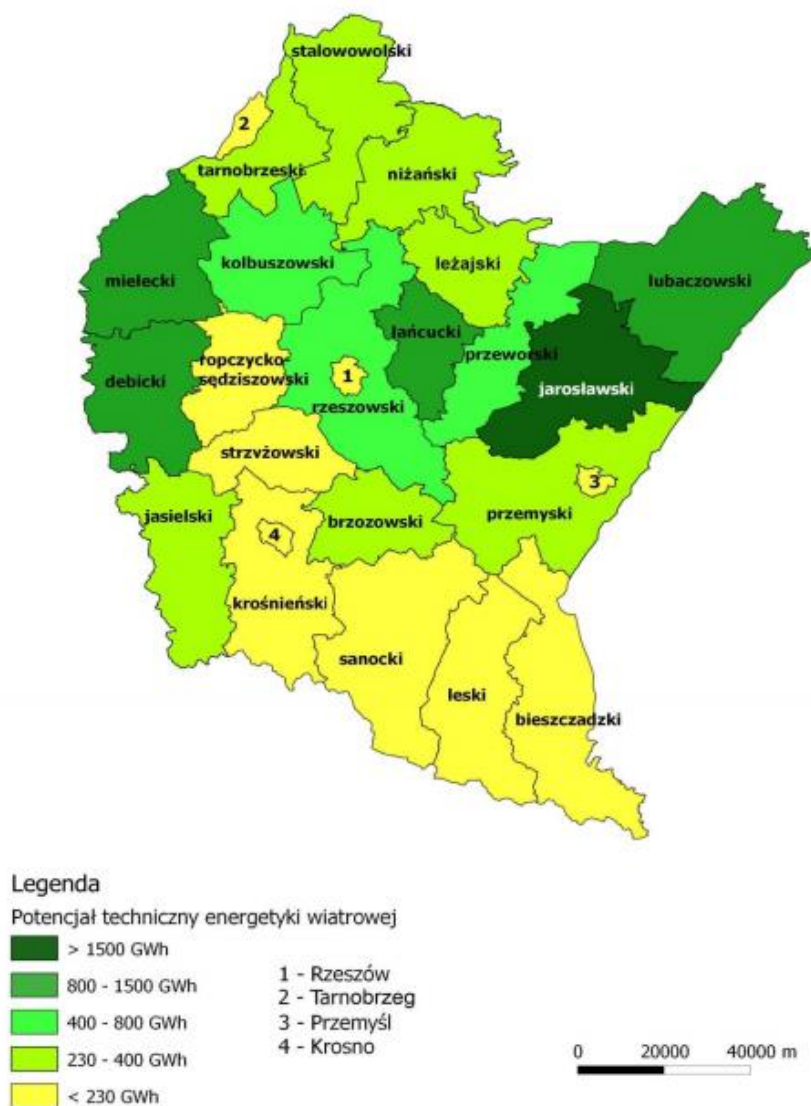 stalowowolski
2
tarnobrzeski
niżański
kolbuszowski
leżajski
mielecki
lubaczowski
łańcucki
ropczycko-
sędziszowski
przeworski
debicki
1
jarosławski
rzeszowski
strzyżowski
3
jasielski
brzozowski
przemyski
4
krośnieński
sanocki
leski
bieszczadzki
Legenda
Potencjał techniczny energetyki wiatrowej
> 1500 GWh
800 - 1500 GWh
400 - 800 GWh
230 - 400 GWh
< 230 GWh
1 - Rzeszów
2 - Tarnobrzeg
3 - Przemyśl
4 - Krosno
0 20000 40000 m